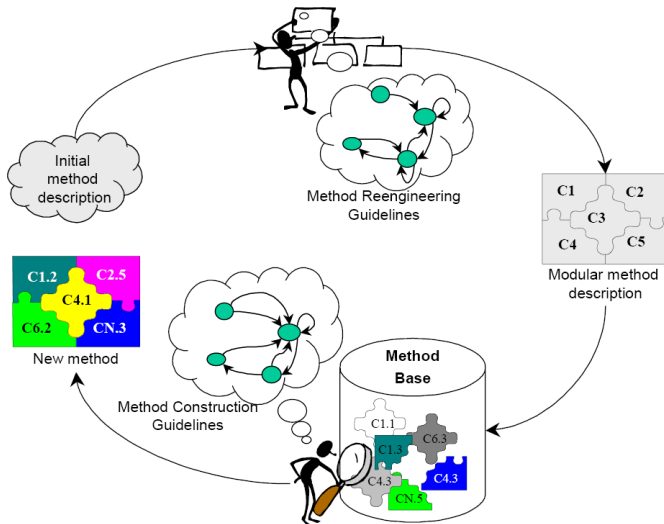 Initial
method
description
Method Reengineering
Guidelines
C1
C2
C3
C4
C5
Modular method
description
C1.2
C2.5
C4.1
C6.2
CN.3
New method
Method Construction
Guidelines
Method
Base
C1.1
C6.3
C1.3
C4.3
C4.3
CN.5